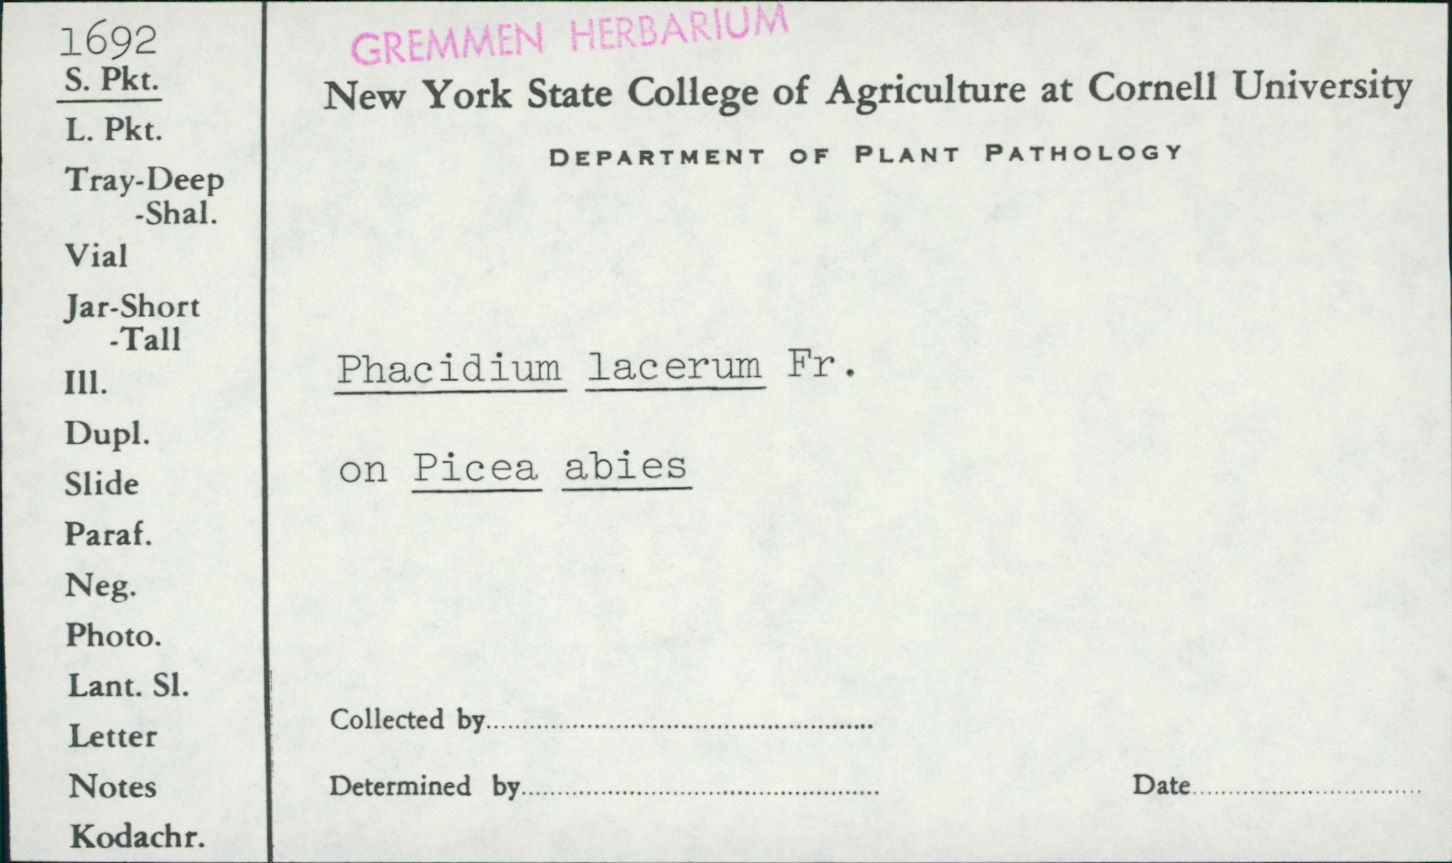 1692
S. Pkt.
L. Pkt.
Tray-Deep
-Shal.
Vial
Jar-Short
-Tall
Ill.
Dupl.
Slide
Paraf.
Neg.
Photo.
Lant. Sl.
Letter
Notes
Kodachr.
GREMMEN HERBARIUM
New York State College of Agriculture at Cornell University
DEPARTMENT OF PLANT PATHOLOGY
Phacidium lacerum Fr.
on Picea abies
Collected by
Determined by
Date